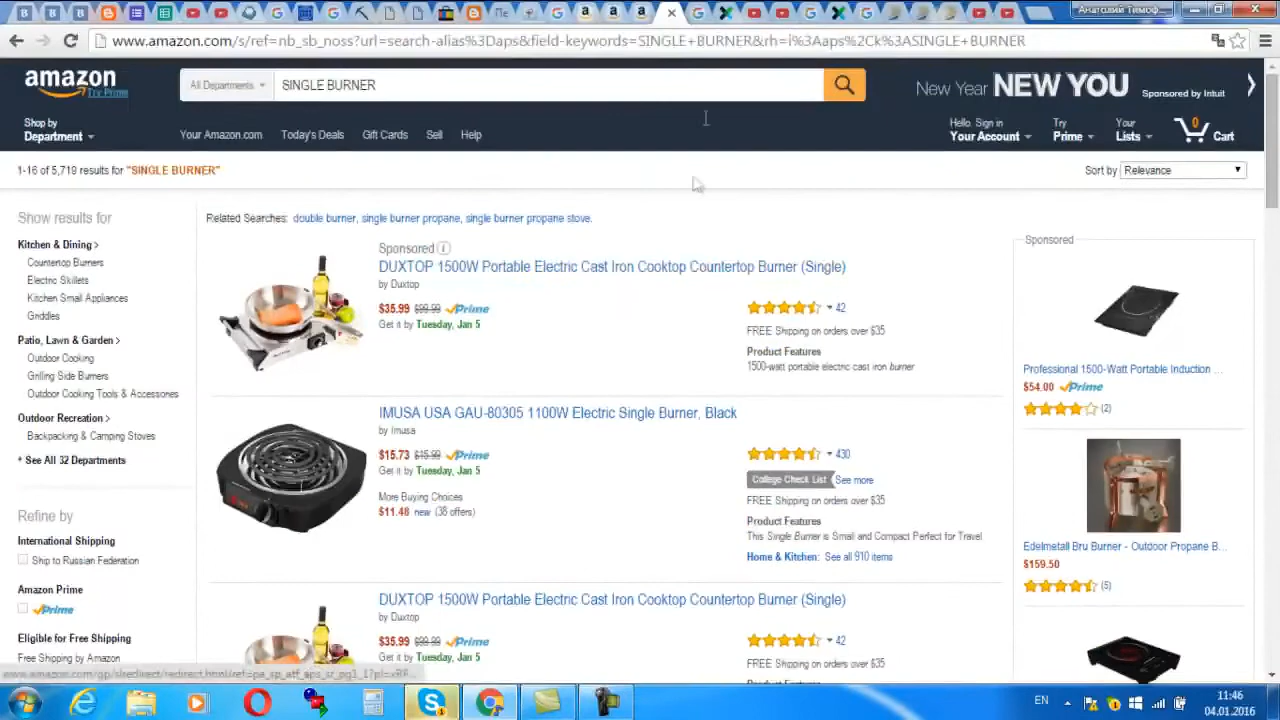 Анатолий Тимоф...
www.amazon.com/s/ref=nb_sb_noss?url=search-alias%3Daps&field-keywords=SINGLE+BURNER&rh=i%3Aaps%2Ck%3ASINGLE+BURNER
amazon
Try Prime
All Departments
SINGLE BURNER
New Year NEW YOU Sponsored by Intuit
Shop by
Department
Your Amazon.com Today's Deals Gift Cards Sell Help
Hello. Sign in
Your Account
Try
Prime
Your
Lists
0
Cart
1-16 of 5,719 results for "SINGLE BURNER"
Sort by Relevance
Show results for
Kitchen & Dining >
Countertop Burners
Electric Skillets
Kitchen Small Appliances
Griddles
Patio, Lawn & Garden >
Outdoor Cooking
Grilling Side Burners
Outdoor Cooking Tools & Accessories
Outdoor Recreation >
Backpacking & Camping Stoves
+ See All 32 Departments
Refine by
International Shipping
Ship to Russian Federation
Amazon Prime
Prime
Eligible for Free Shipping
Free Shipping by Amazon
Related Searches: double burner, single burner propane, single burner propane stove.
Sponsored
DUXTOP 1500W Portable Electric Cast Iron Cooktop Countertop Burner (Single)
by Duxtop
$35.99 $99.99 Prime
Get it by Tuesday, Jan 5
42
FREE Shipping on orders over $35
Product Features
1500-watt portable electric cast iron burner
IMUSA USA GAU-80305 1100W Electric Single Burner, Black
by Imusa
$15.73 $15.99 Prime
Get it by Tuesday, Jan 5
More Buying Choices
$11.48 new (38 offers)
430
College Check List See more
FREE Shipping on orders over $35
Product Features
This Single Burner is Small and Compact Perfect for Travel
Home & Kitchen: See all 910 items
DUXTOP 1500W Portable Electric Cast Iron Cooktop Countertop Burner (Single)
by Duxtop
$35.99 $99.99 Prime
Get it by Tuesday, Jan 5
42
FREE Shipping on orders over $35
Product Features
Sponsored
Professional 1500-Watt Portable Induction ...
$54.00 Prime
(2)
Edelmetall Bru Burner - Outdoor Propane B...
$159.50
(5)
EN
11:46
04.01.2016